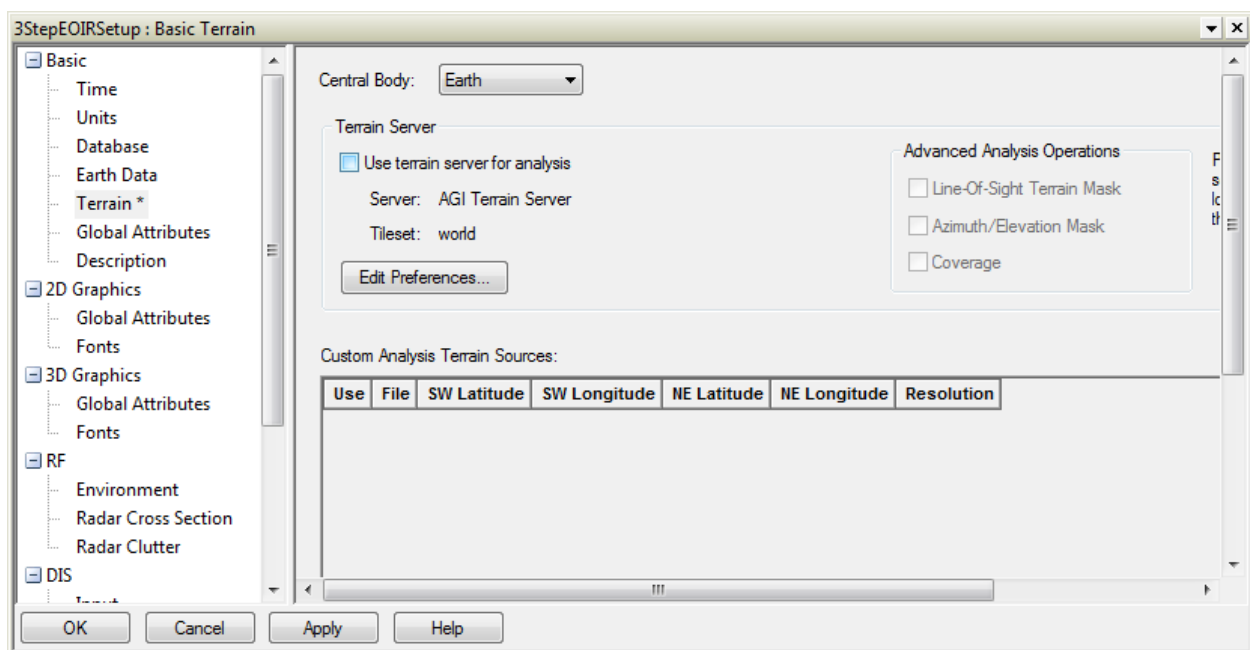 3StepEOIRSetup : Basic Terrain
Basic
Time
Units
Database
Earth Data
Terrain *
Global Attributes
Description
2D Graphics
Global Attributes
Fonts
3D Graphics
Global Attributes
Fonts
RF
Environment
Radar Cross Section
Radar Clutter
DIS
Central Body: Earth
Terrain Server
Use terrain server for analysis
Server: AGI Terrain Server
Tileset: world
Edit Preferences...
Advanced Analysis Operations
Line-Of-Sight Terrain Mask
Azimuth/Elevation Mask
Coverage
Custom Analysis Terrain Sources:
Use File SW Latitude SW Longitude NE Latitude NE Longitude Resolution
OK Cancel Apply Help